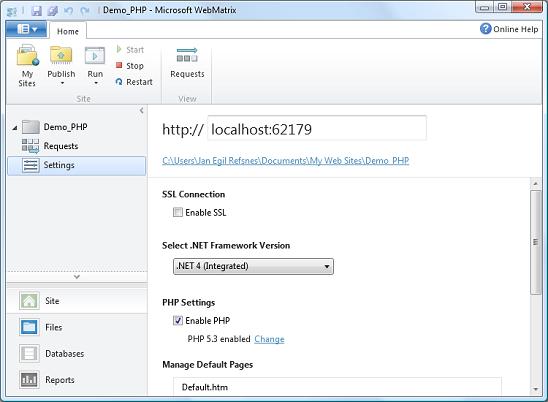 Demo_PHP - Microsoft WebMatrix
Home
Online Help
My Sites
Publish
Run
Start
Stop
Restart
Requests
Site
View
Demo_PHP
Requests
Settings
http:// localhost:62179
C:\Users\Jan Egil Refsnes\Documents\My Web Sites\Demo_PHP
SSL Connection
Enable SSL
Select .NET Framework Version
.NET 4 (Integrated)
PHP Settings
Enable PHP
PHP 5.3 enabled Change
Manage Default Pages
Default.htm
Site
Files
Databases
Reports